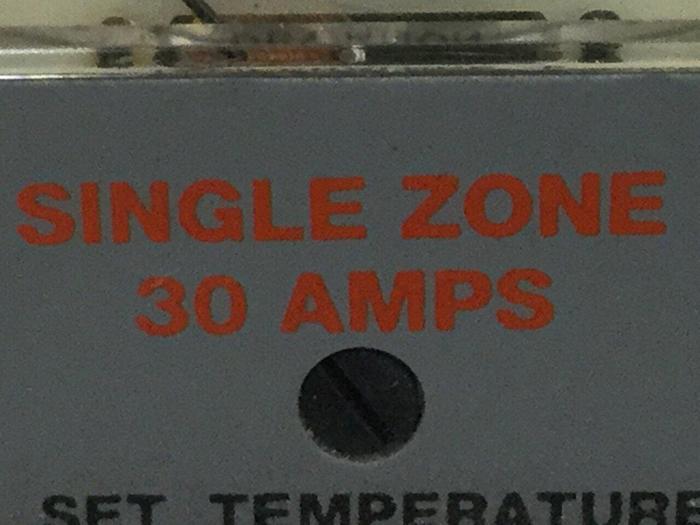 SINGLE ZONE
30 AMPS
SET TEMPERATURE